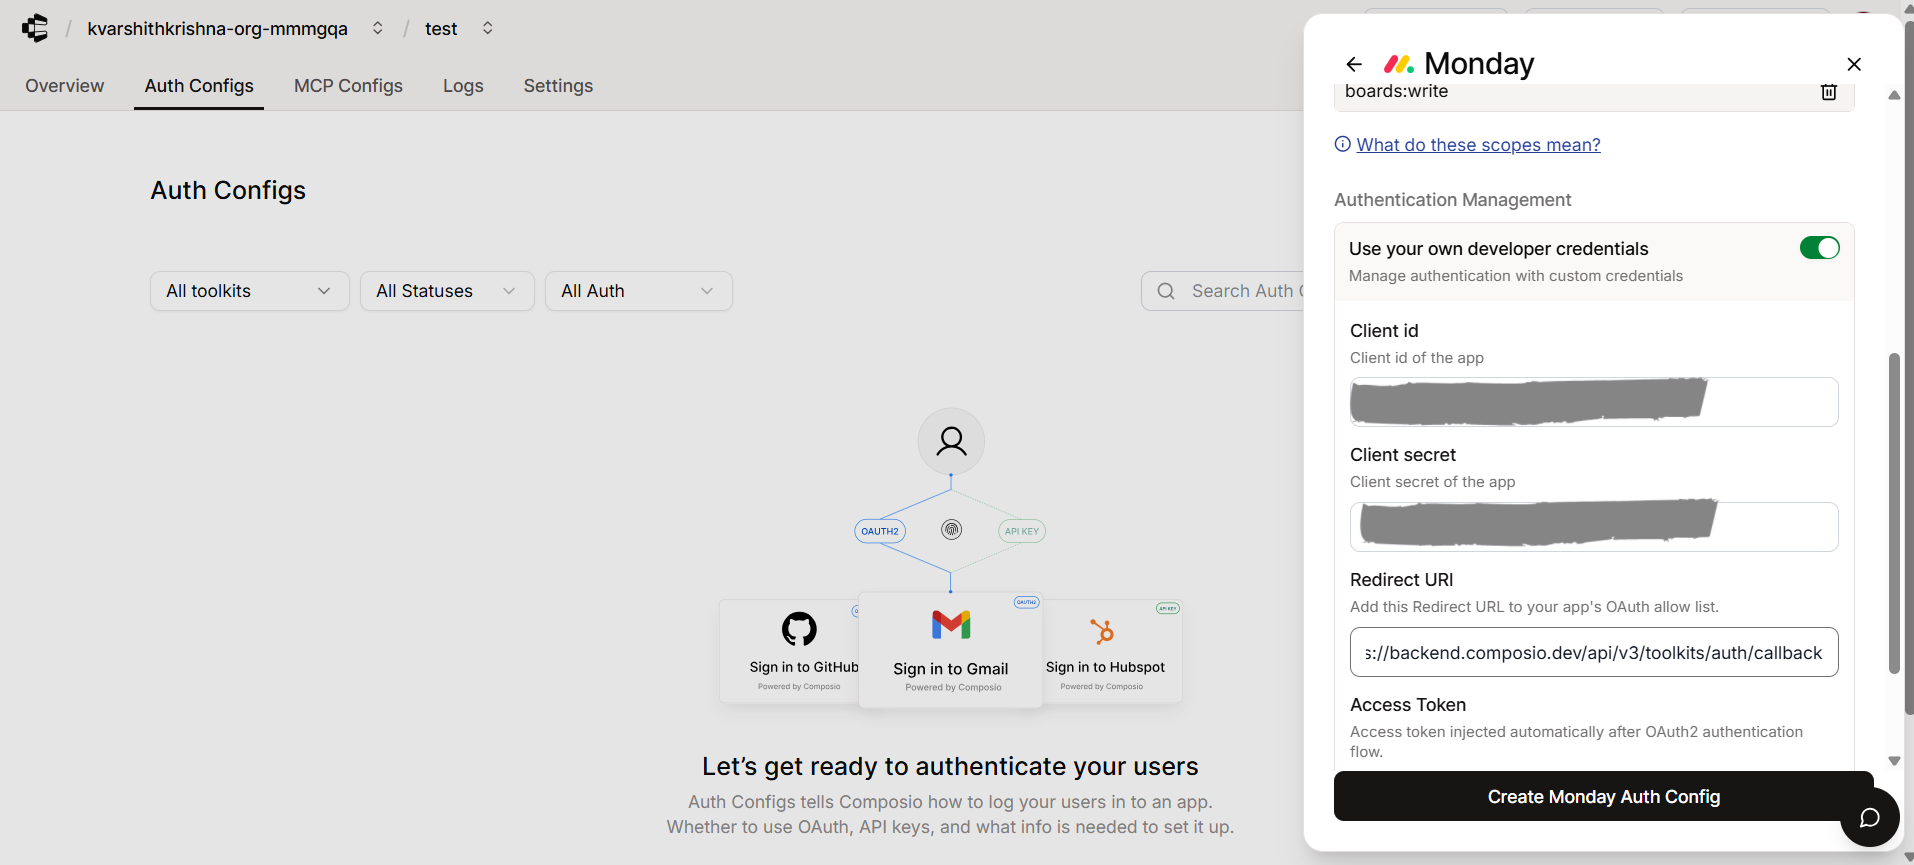 / kvarshithkrishna-org-mmmgqa / test
Overview
Auth Configs
MCP Configs
Logs
Settings
Auth Configs
All toolkits
All Statuses
All Auth
Search Auth
OAUTH2
API KEY
Sign in to GitHub
Powered by Composio
OAUTH2
Sign in to Gmail
Powered by Composio
API KEY
Sign in to Hubspot
Powered by Composio
Let’s get ready to authenticate your users
Auth Configs tells Composio how to log your users in to an app.
Whether to use OAuth, API keys, and what info is needed to set it up.
Monday
boards:write
What do these scopes mean?
Authentication Management
Use your own developer credentials
Manage authentication with custom credentials
Client id
Client id of the app
Client secret
Client secret of the app
Redirect URI
Add this Redirect URL to your app's OAuth allow list.
s://backend.composio.dev/api/v3/toolkits/auth/callback
Access Token
Access token injected automatically after OAuth2 authentication
flow.
Create Monday Auth Config